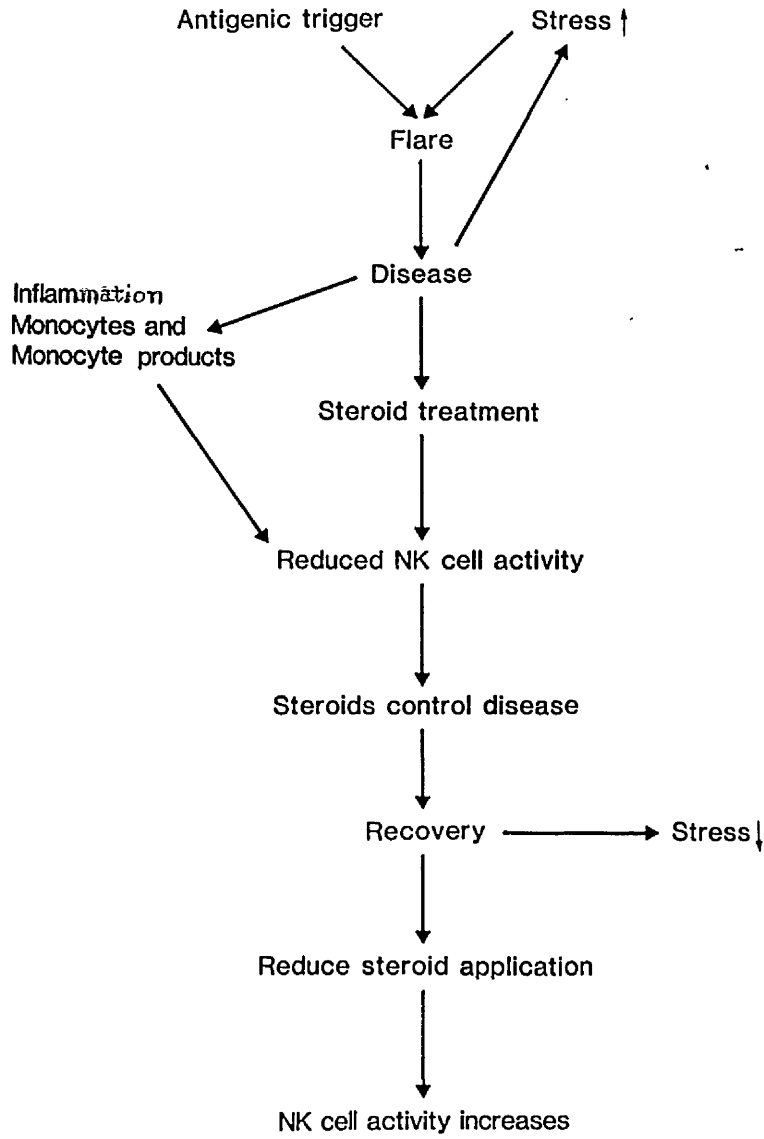 Antigenic trigger
Stress ↑
Flare
Disease
Inflammation
Monocytes and
Monocyte products
Steroid treatment
Reduced NK cell activity
Steroids control disease
Recovery
Stress ↓
Reduce steroid application
NK cell activity increases